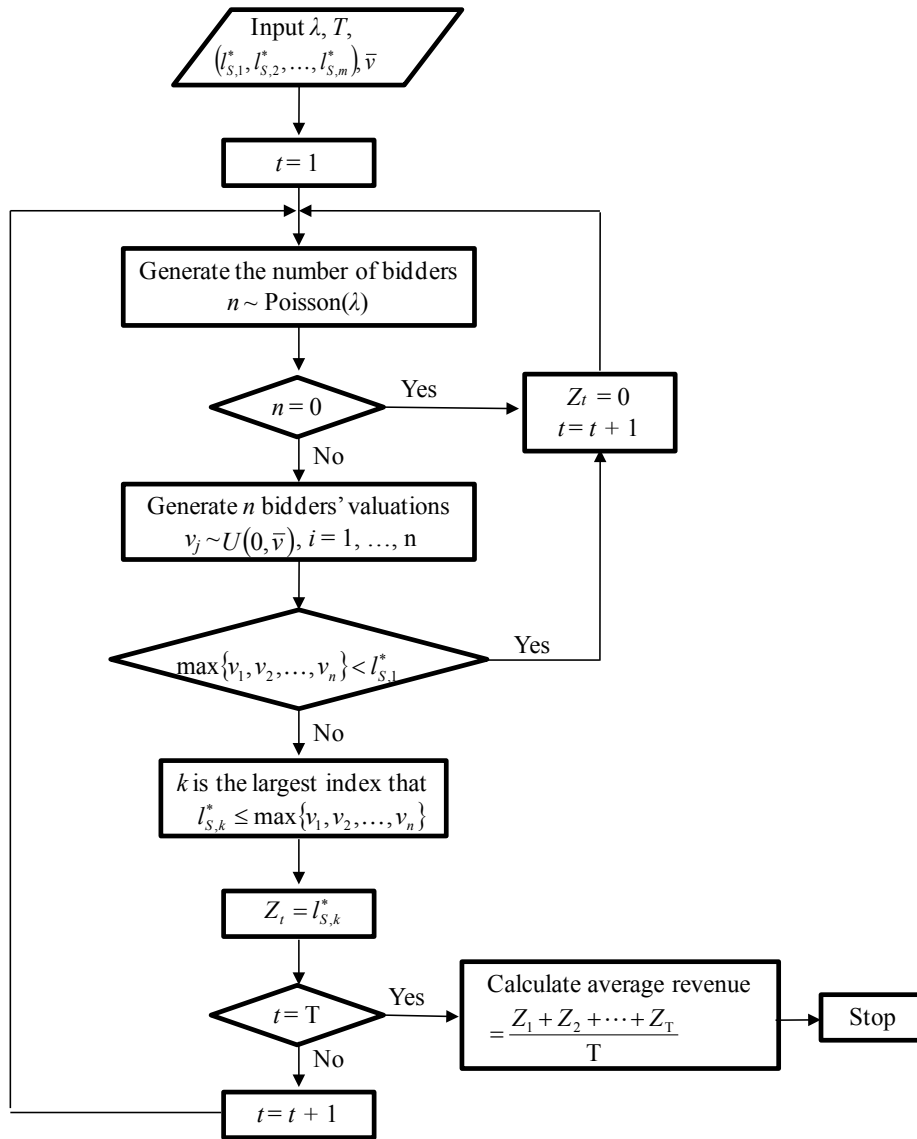 Input λ, T,
(l*S,1, l*S,2, …, l*S,m), v̄
t = 1
Generate the number of bidders
n ~ Poisson(λ)
n = 0
Yes
Zt = 0
t = t + 1
No
Generate n bidders' valuations
vj ~ U(0, v̄), i = 1, …, n
max{v1, v2, …, vn} < l*S,1
Yes
No
k is the largest index that
l*S,k ≤ max{v1, v2, …, vn}
Zt = l*S,k
t = T
Yes
Calculate average revenue
= (Z1 + Z2 + ⋯ + ZT) / T
Stop
No
t = t + 1